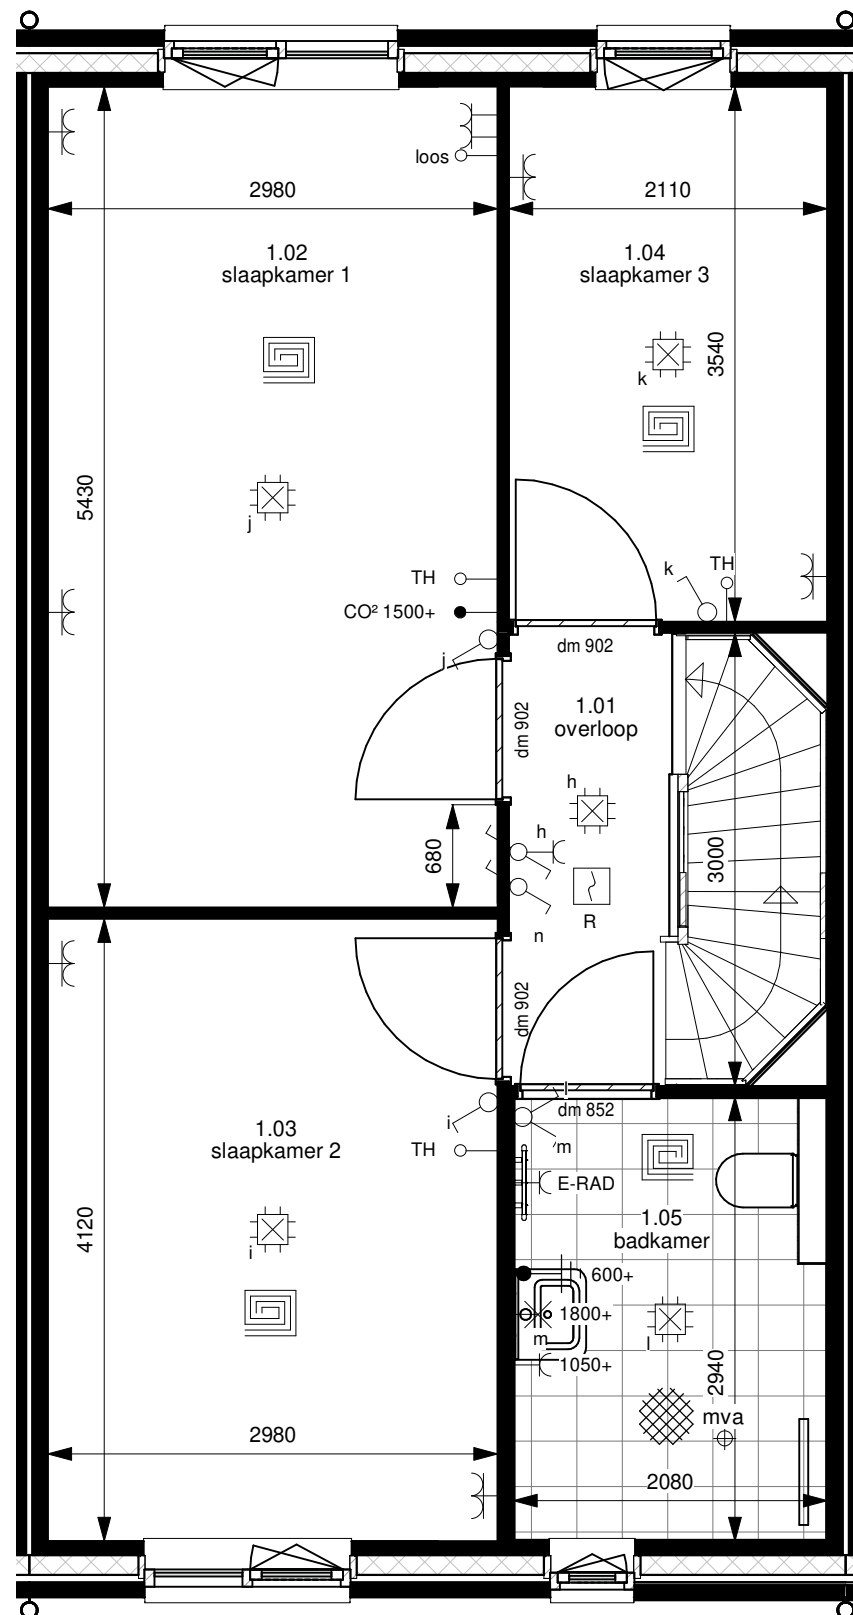 loos
2980
2110
1.02
slaapkamer 1
1.04
slaapkamer 3
3540
k
5430
j
TH
k
TH
CO² 1500+
j
dm 902
dm 902
1.01
overloop
h
h
680
3000
R
n
dm 902
dm 852
i
m
1.03
slaapkamer 2
TH
E-RAD
4120
1.05
badkamer
i
600+
1800+
m
l
1050+
2940
mva
2980
2080